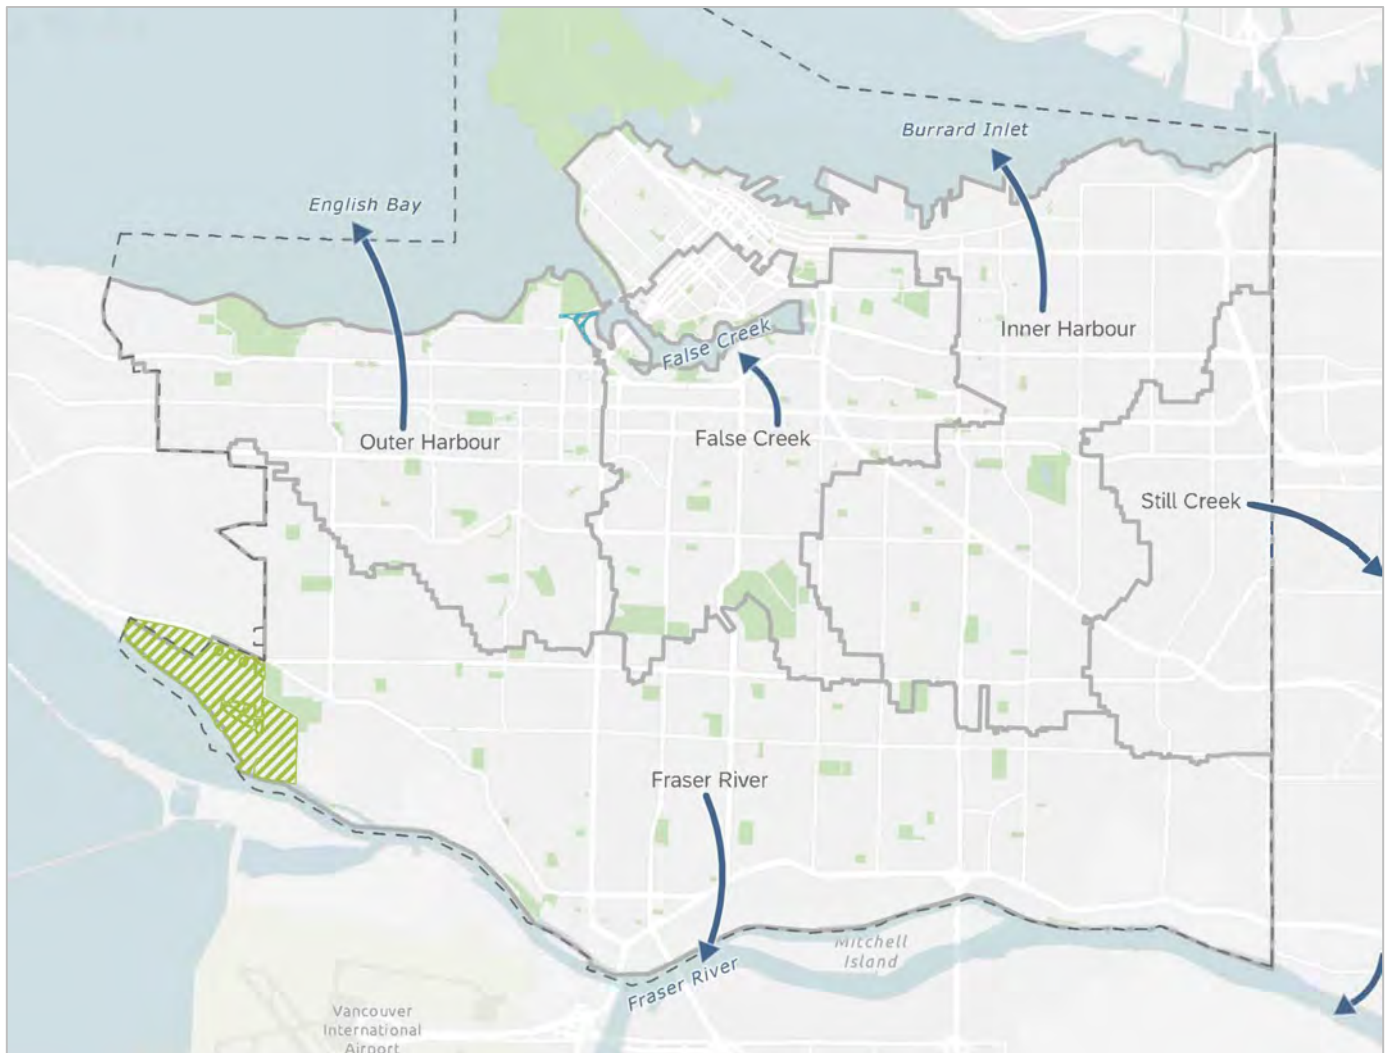 Burrard Inlet
English Bay
Inner Harbour
False Creek
Outer Harbour
False Creek
Still Creek
Fraser River
Mitchell
Island
Fraser River
Vancouver
International
Airport